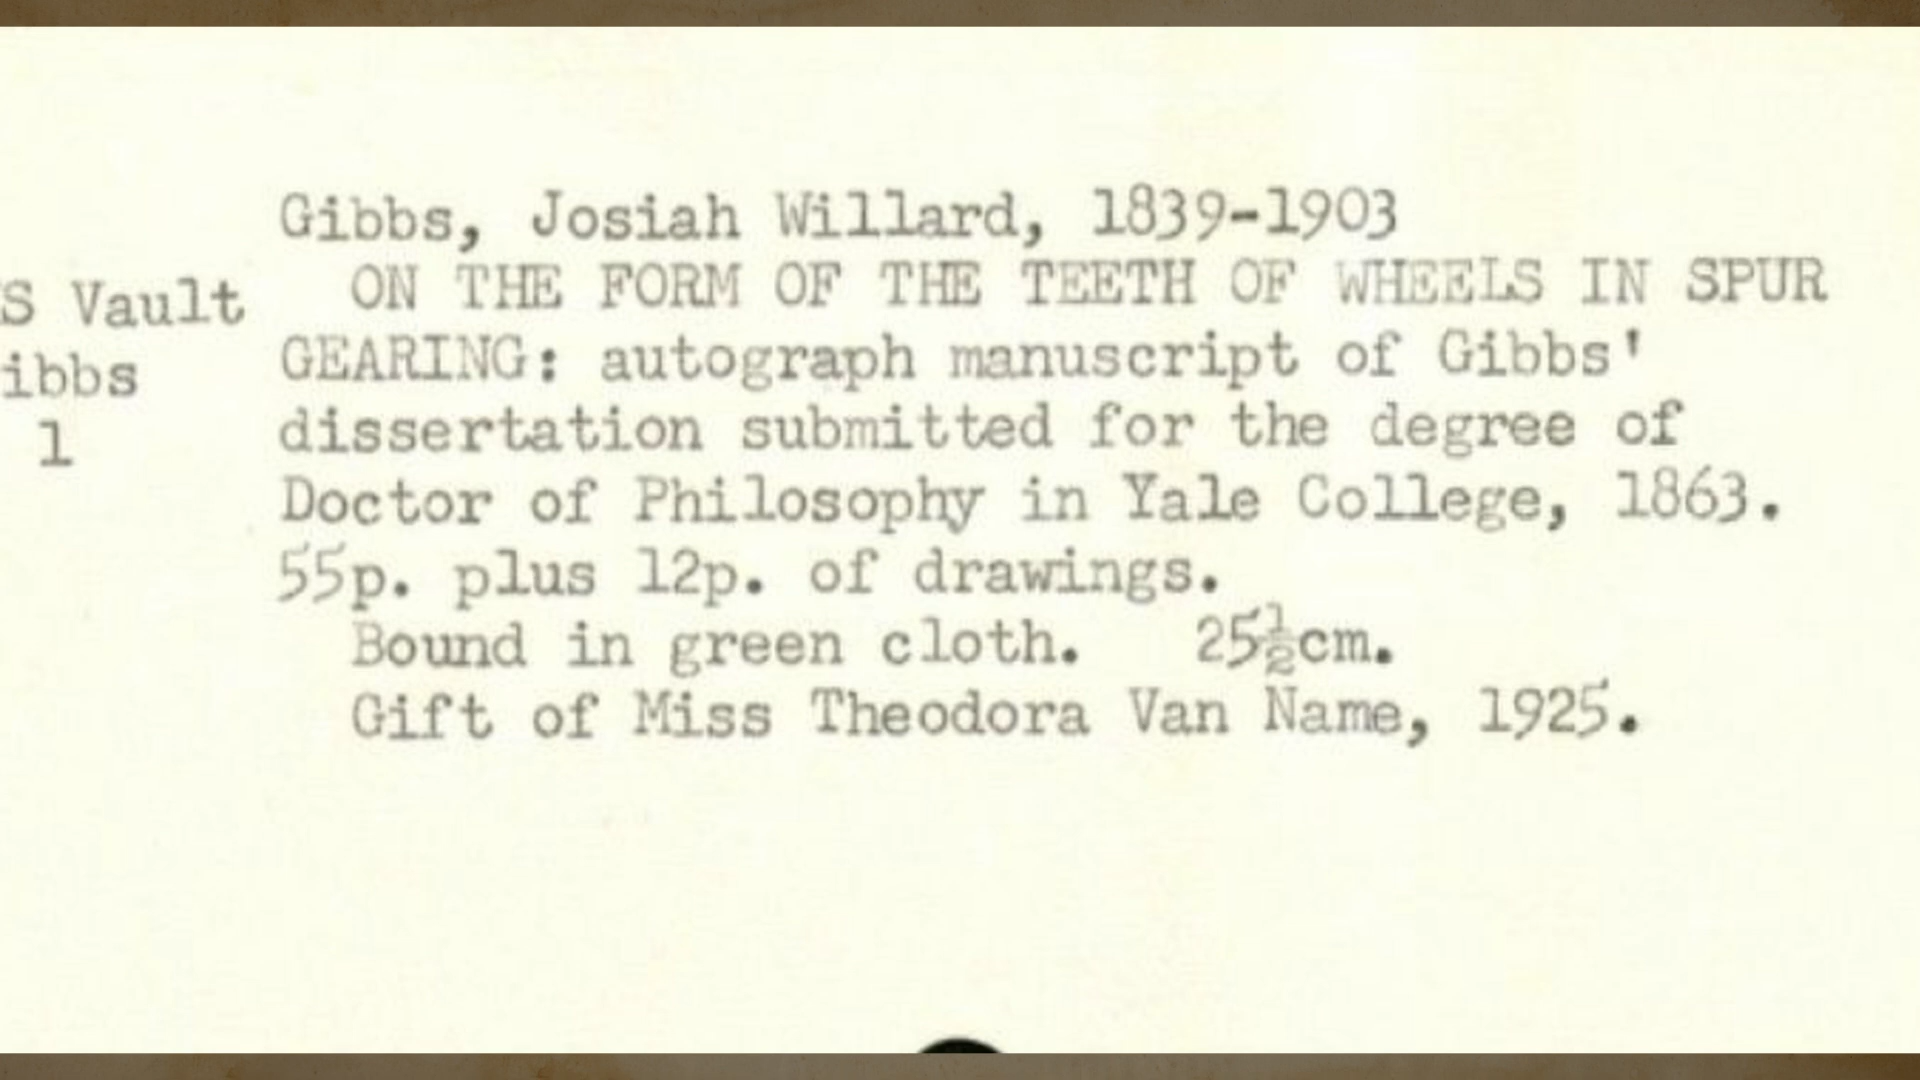 Gibbs, Josiah Willard, 1839-1903
S Vault ON THE FORM OF THE TEETH OF WHEELS IN SPUR
ibbs GEARING: autograph manuscript of Gibbs'
1 dissertation submitted for the degree of
Doctor of Philosophy in Yale College, 1863.
55p. plus 12p. of drawings.
Bound in green cloth. 25½cm.
Gift of Miss Theodora Van Name, 1925.